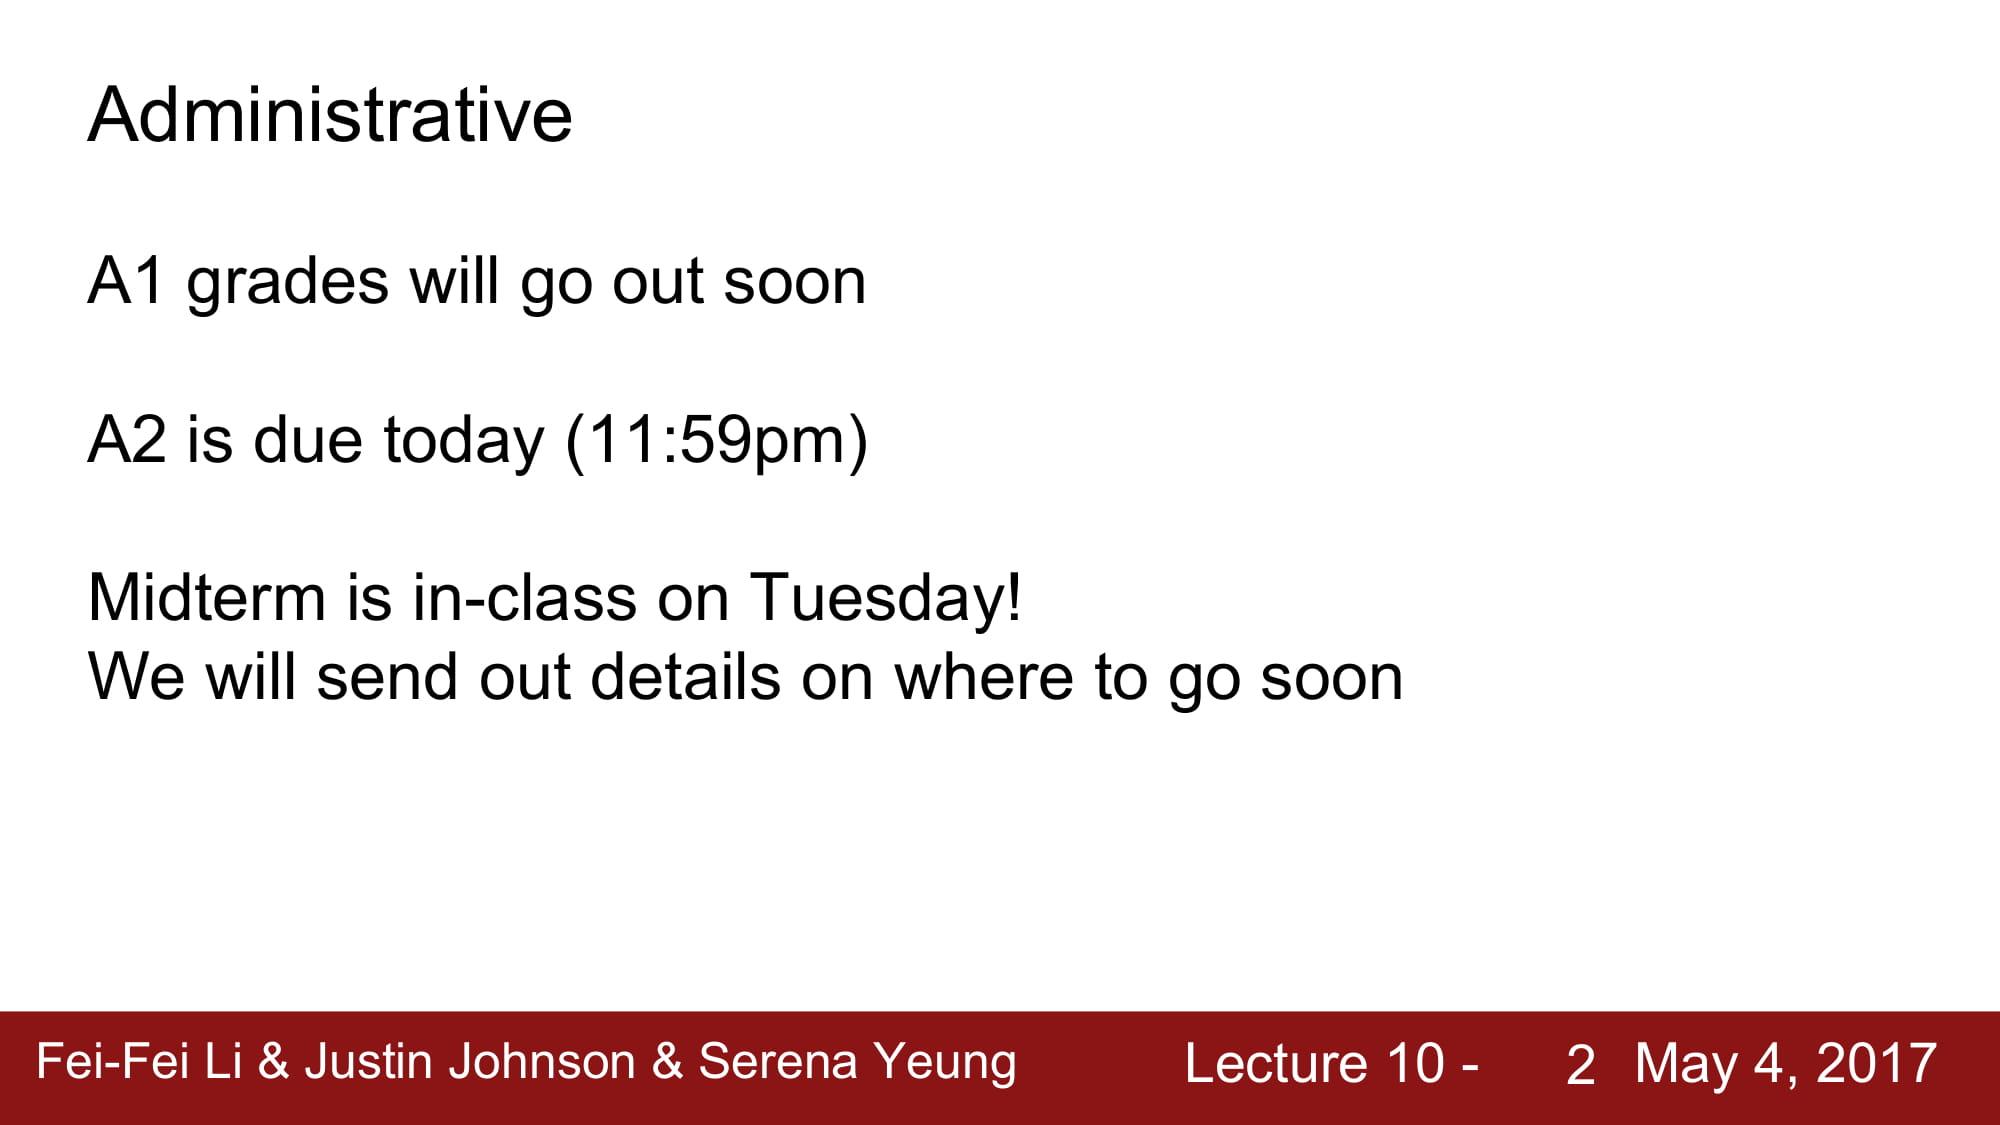 Administrative
A1 grades will go out soon
A2 is due today (11:59pm)
Midterm is in-class on Tuesday!
We will send out details on where to go soon
Fei-Fei Li & Justin Johnson & Serena Yeung Lecture 10 - 2 May 4, 2017